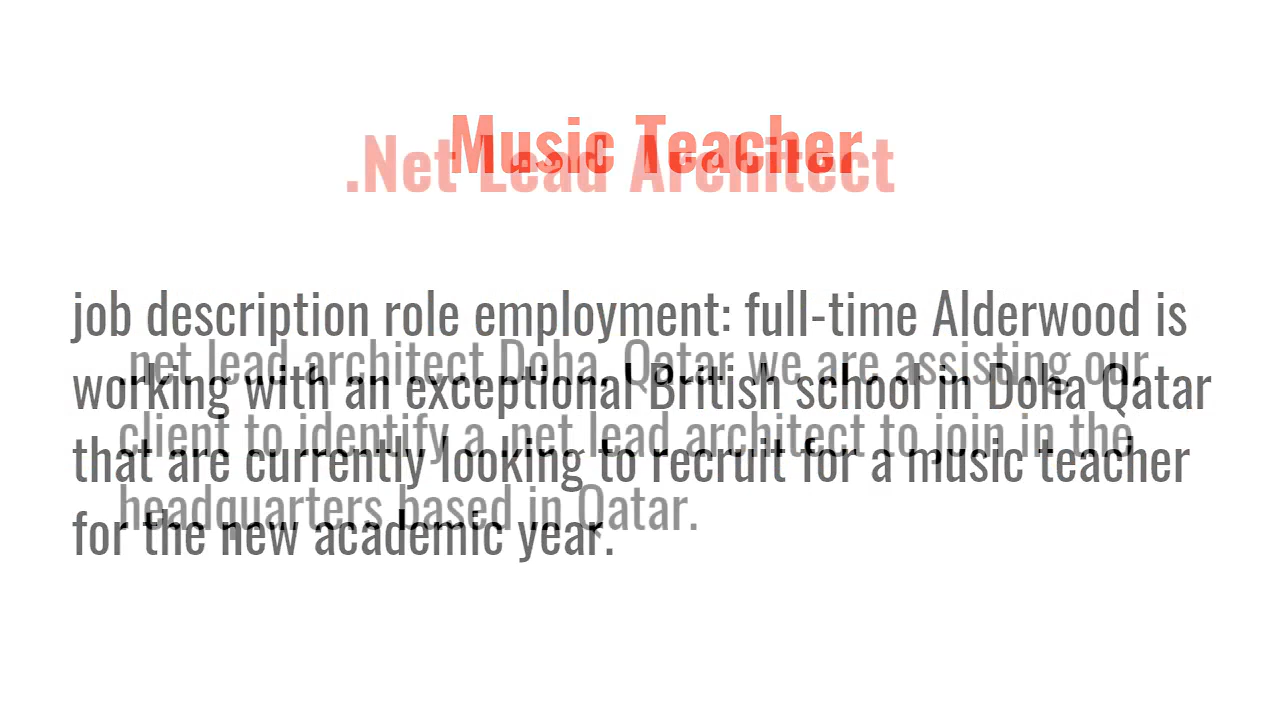 Music Teacher
.Net Lead Architect
job description role employment: full-time Alderwood is
working with an exceptional British school in Doha Qatar
that are currently looking to recruit for a music teacher
for the new academic year.
.net lead architect Doha, Qatar we are assisting our
client to identify a .net lead architect to join in the
headquarters based in Qatar.